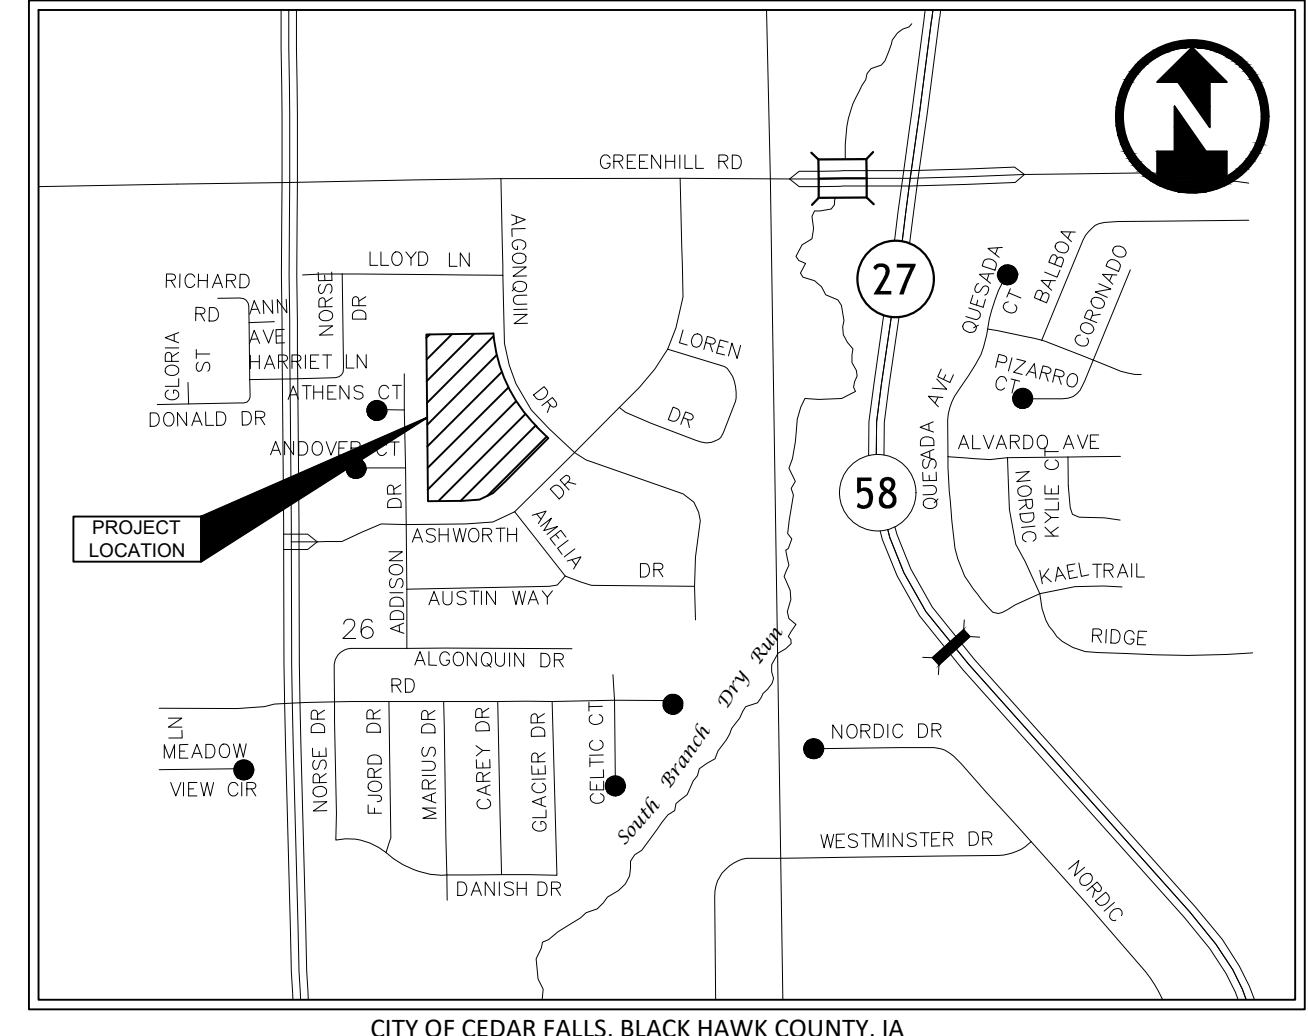 GREENHILL RD
N
ALGONQUIN
DR
LLOYD LN
RICHARD
RD
ANN
AVE
NORSE
DR
GLORIA
ST
HARRIET LN
ATHENS CT
DONALD DR
ANDOVER CT
PROJECT
LOCATION
DR
ADDISON
ASHWORTH
DR
AMELIA
DR
AUSTIN WAY
26
ALGONQUIN DR
RD
LOREN
DR
27
58
QUESADA
CT
BALBOA
CORONADO
PIZARRO
CT
QUESADA AVE
ALVARDO AVE
NORDIC
KYLIE CT
KAEL TRAIL
RIDGE
LN
MEADOW
VIEW CIR
NORSE DR
FJORD DR
MARIUS DR
CAREY DR
GLACIER DR
CELTIC CT
DANISH DR
South Branch Dry Run
NORDIC DR
WESTMINSTER DR
NORDIC
CITY OF CEDAR FALLS, BLACK HAWK COUNTY, IA